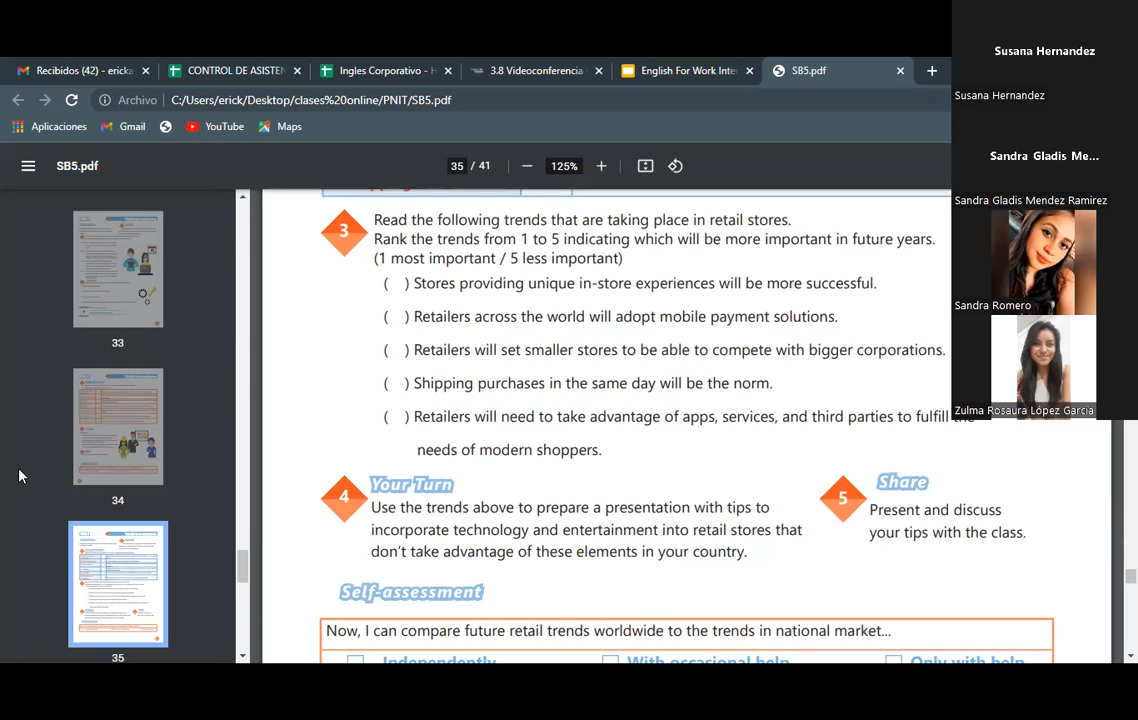 Recibidos (42) - ericka
CONTROL DE ASISTEN
Ingles Corporativo - H
3.8 Videoconferencia
English For Work Inter
SB5.pdf
Archivo
C:/Users/erick/Desktop/clases%20online/PNIT/SB5.pdf
Aplicaciones
Gmail
YouTube
Maps
SB5.pdf
35 / 41
125%
33
34
35
3
Read the following trends that are taking place in retail stores.
Rank the trends from 1 to 5 indicating which will be more important in future years.
(1 most important / 5 less important)
( ) Stores providing unique in-store experiences will be more successful.
( ) Retailers across the world will adopt mobile payment solutions.
( ) Retailers will set smaller stores to be able to compete with bigger corporations.
( ) Shipping purchases in the same day will be the norm.
( ) Retailers will need to take advantage of apps, services, and third parties to fulfill the
needs of modern shoppers.
4
Your Turn
Use the trends above to prepare a presentation with tips to
incorporate technology and entertainment into retail stores that
don't take advantage of these elements in your country.
5
Share
Present and discuss
your tips with the class.
Self-assessment
Now, I can compare future retail trends worldwide to the trends in national market...
Independently
With occasional help
Only with help
Susana Hernandez
Susana Hernandez
Sandra Gladis Me...
Sandra Gladis Mendez Ramirez
Sandra Romero
Zulma Rosaura López García